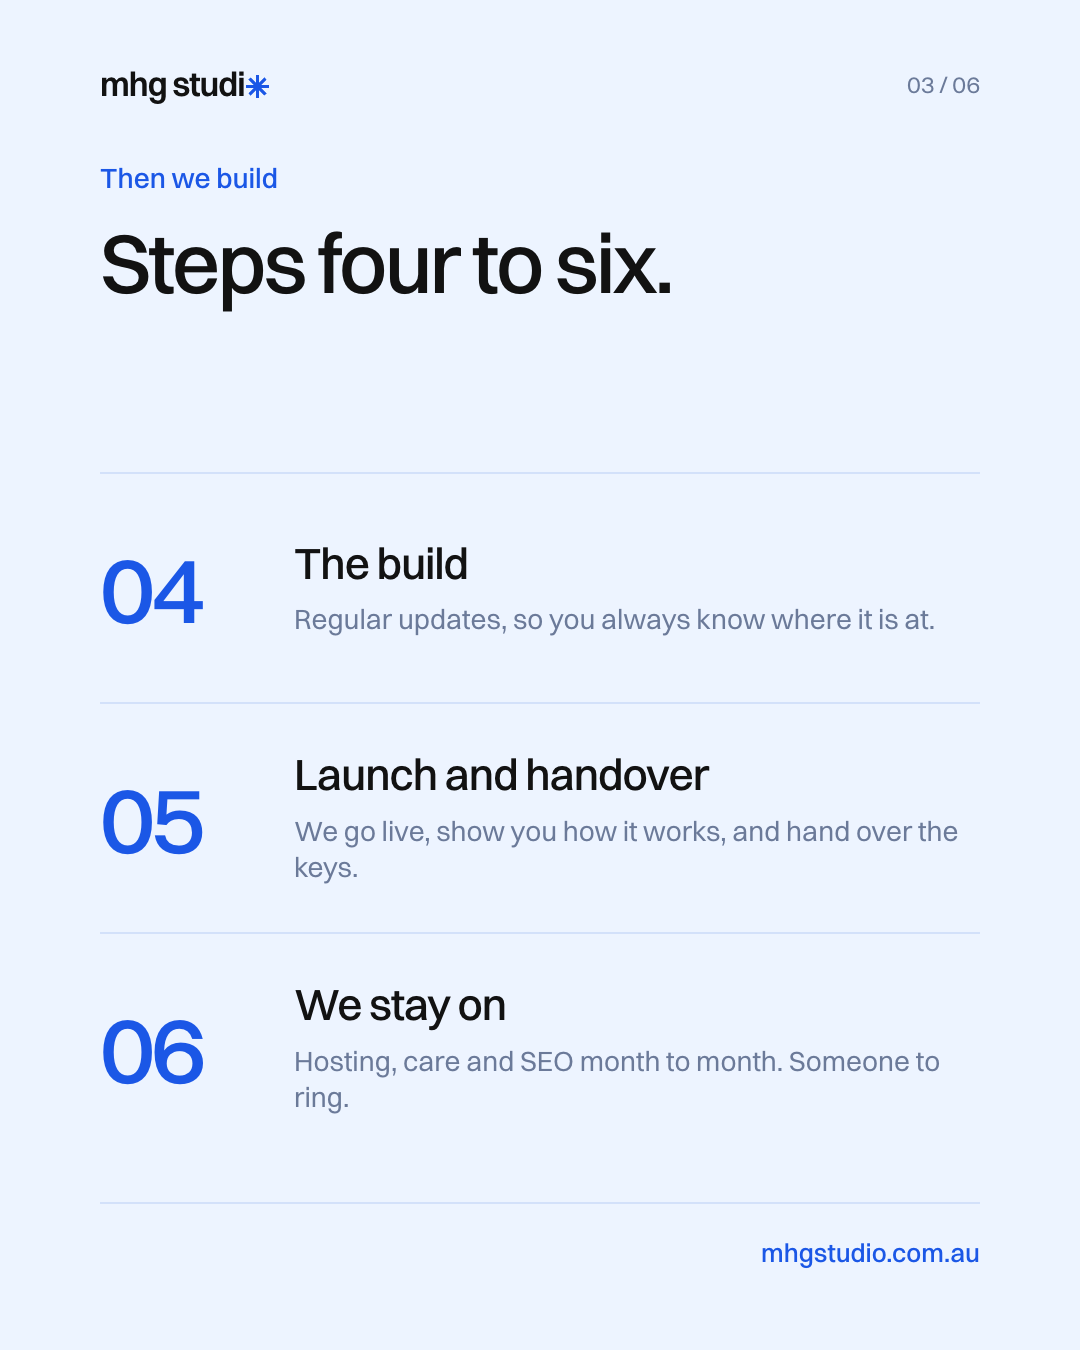 mhg studi✳
03 / 06
Then we build
Steps four to six.
04
The build
Regular updates, so you always know where it is at.
05
Launch and handover
We go live, show you how it works, and hand over the
keys.
06
We stay on
Hosting, care and SEO month to month. Someone to
ring.
mhgstudio.com.au